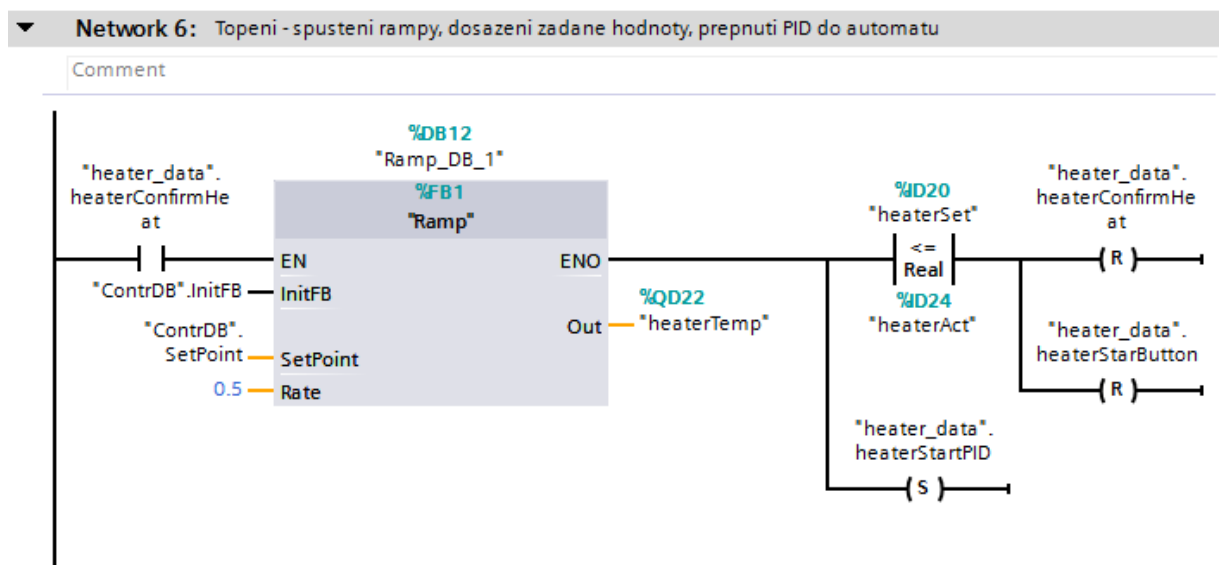 Network 6: Topeni - spusteni rampy, dosazeni zadane hodnoty, prepnuti PID do automatu
Comment
%DB12
"Ramp_DB_1"
"heater_data".
heaterConfirmHe
at
%FB1
"Ramp"
EN
ENO
"ContrDB".InitFB
InitFB
"ContrDB".
SetPoint
SetPoint
0.5
Rate
Out
%QD22
"heaterTemp"
%ID20
"heaterSet"
<=
Real
%ID24
"heaterAct"
"heater_data".
heaterConfirmHe
at
R
"heater_data".
heaterStarButton
R
"heater_data".
heaterStartPID
S